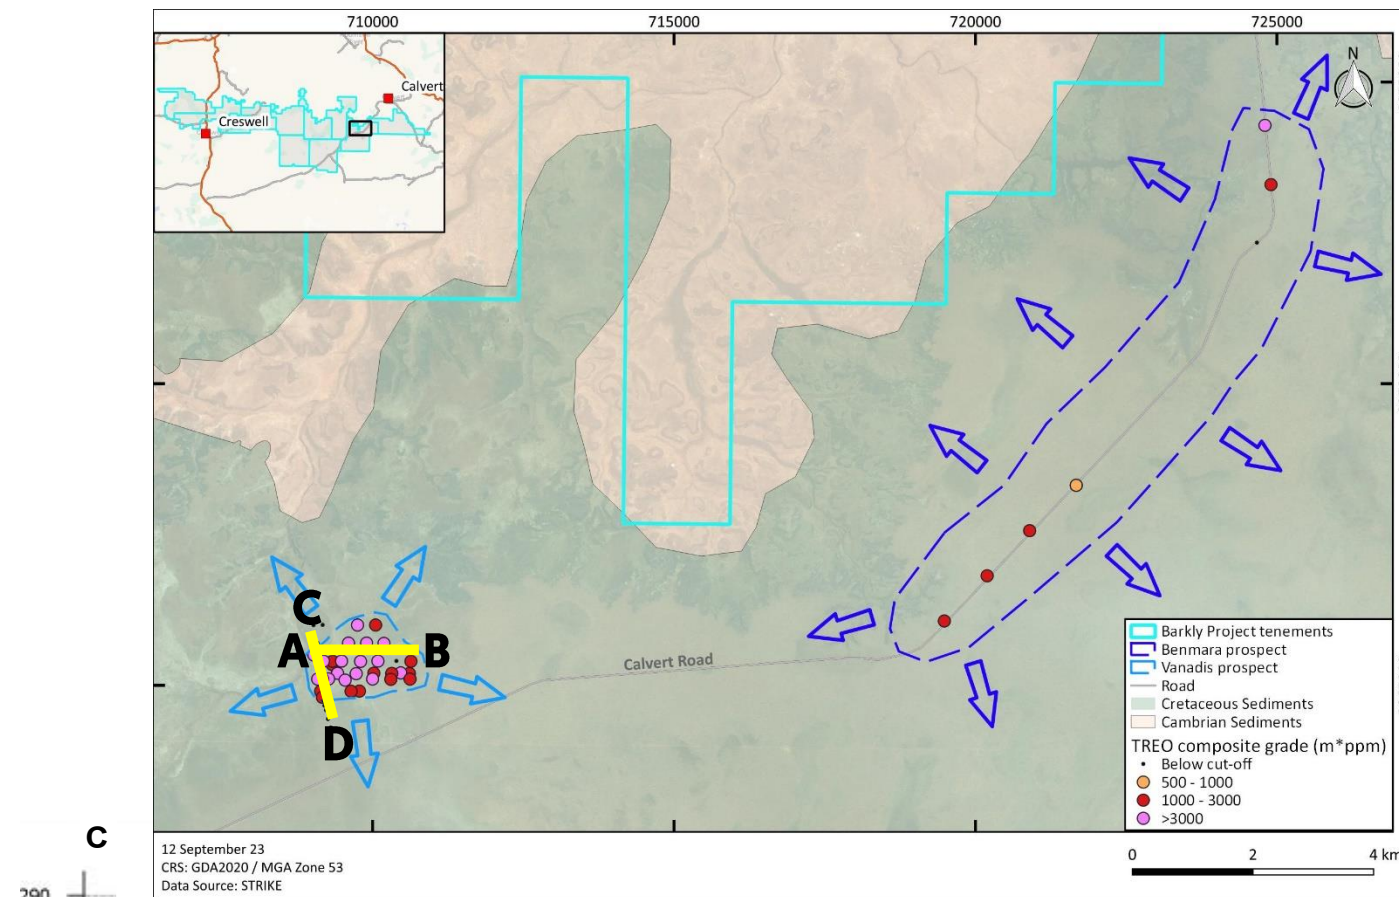 710000
715000
720000
725000
N
Calvert
Creswell
C
A
B
D
Calvert Road
Barkly Project tenements
Benmara prospect
Vanadis prospect
Road
Cretaceous Sediments
Cambrian Sediments
TREO composite grade (m*ppm)
Below cut-off
500 - 1000
1000 - 3000
>3000
C
12 September 23
CRS: GDA2020 / MGA Zone 53
Data Source: STRIKE
0 2 4 km